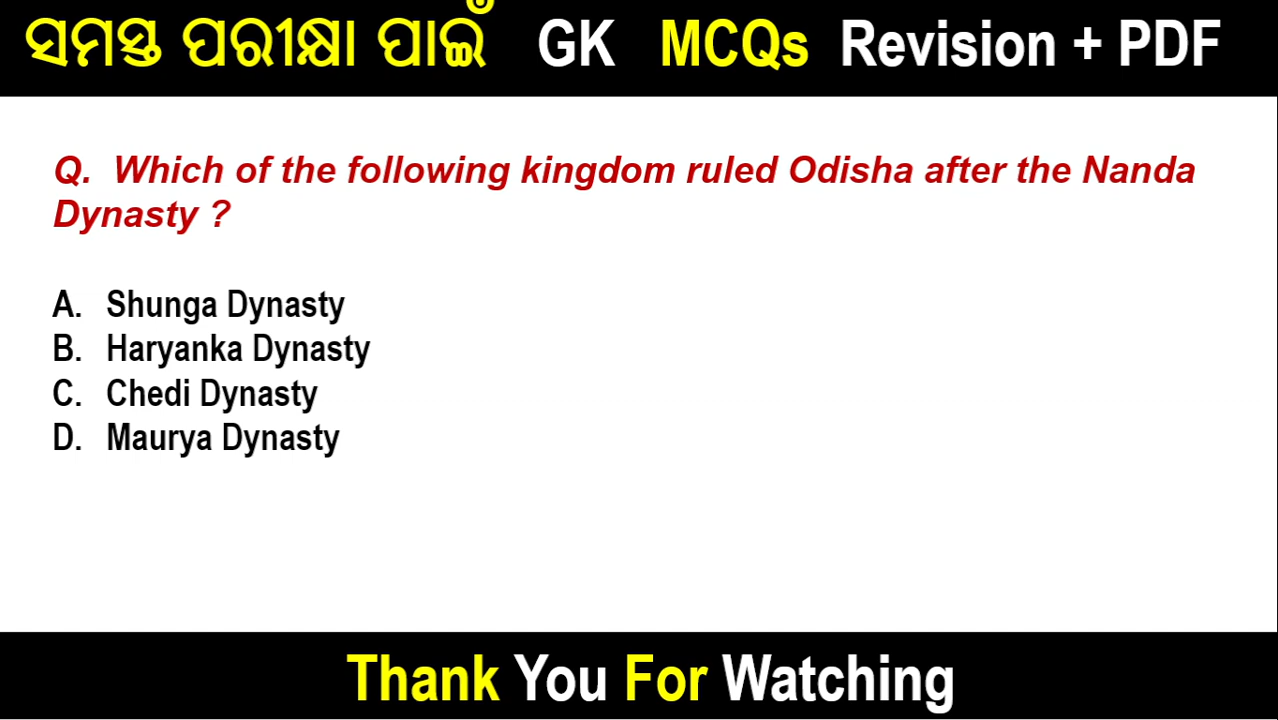 ସମସ୍ତ ପରୀକ୍ଷା ପାଇଁ GK MCQs Revision + PDF
Q. Which of the following kingdom ruled Odisha after the Nanda
Dynasty ?
A. Shunga Dynasty
B. Haryanka Dynasty
C. Chedi Dynasty
D. Maurya Dynasty
Thank You For Watching